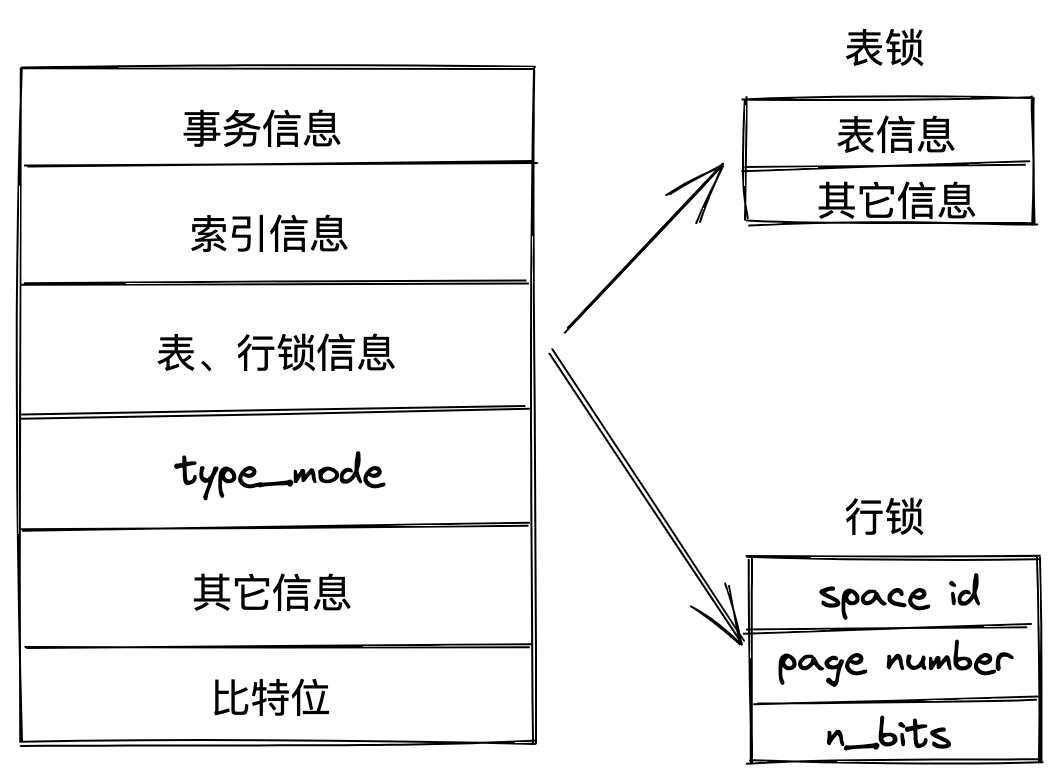 事务信息
索引信息
表、行锁信息
type_mode
其它信息
比特位
表锁
表信息
其它信息
行锁
space id
page number
n_bits